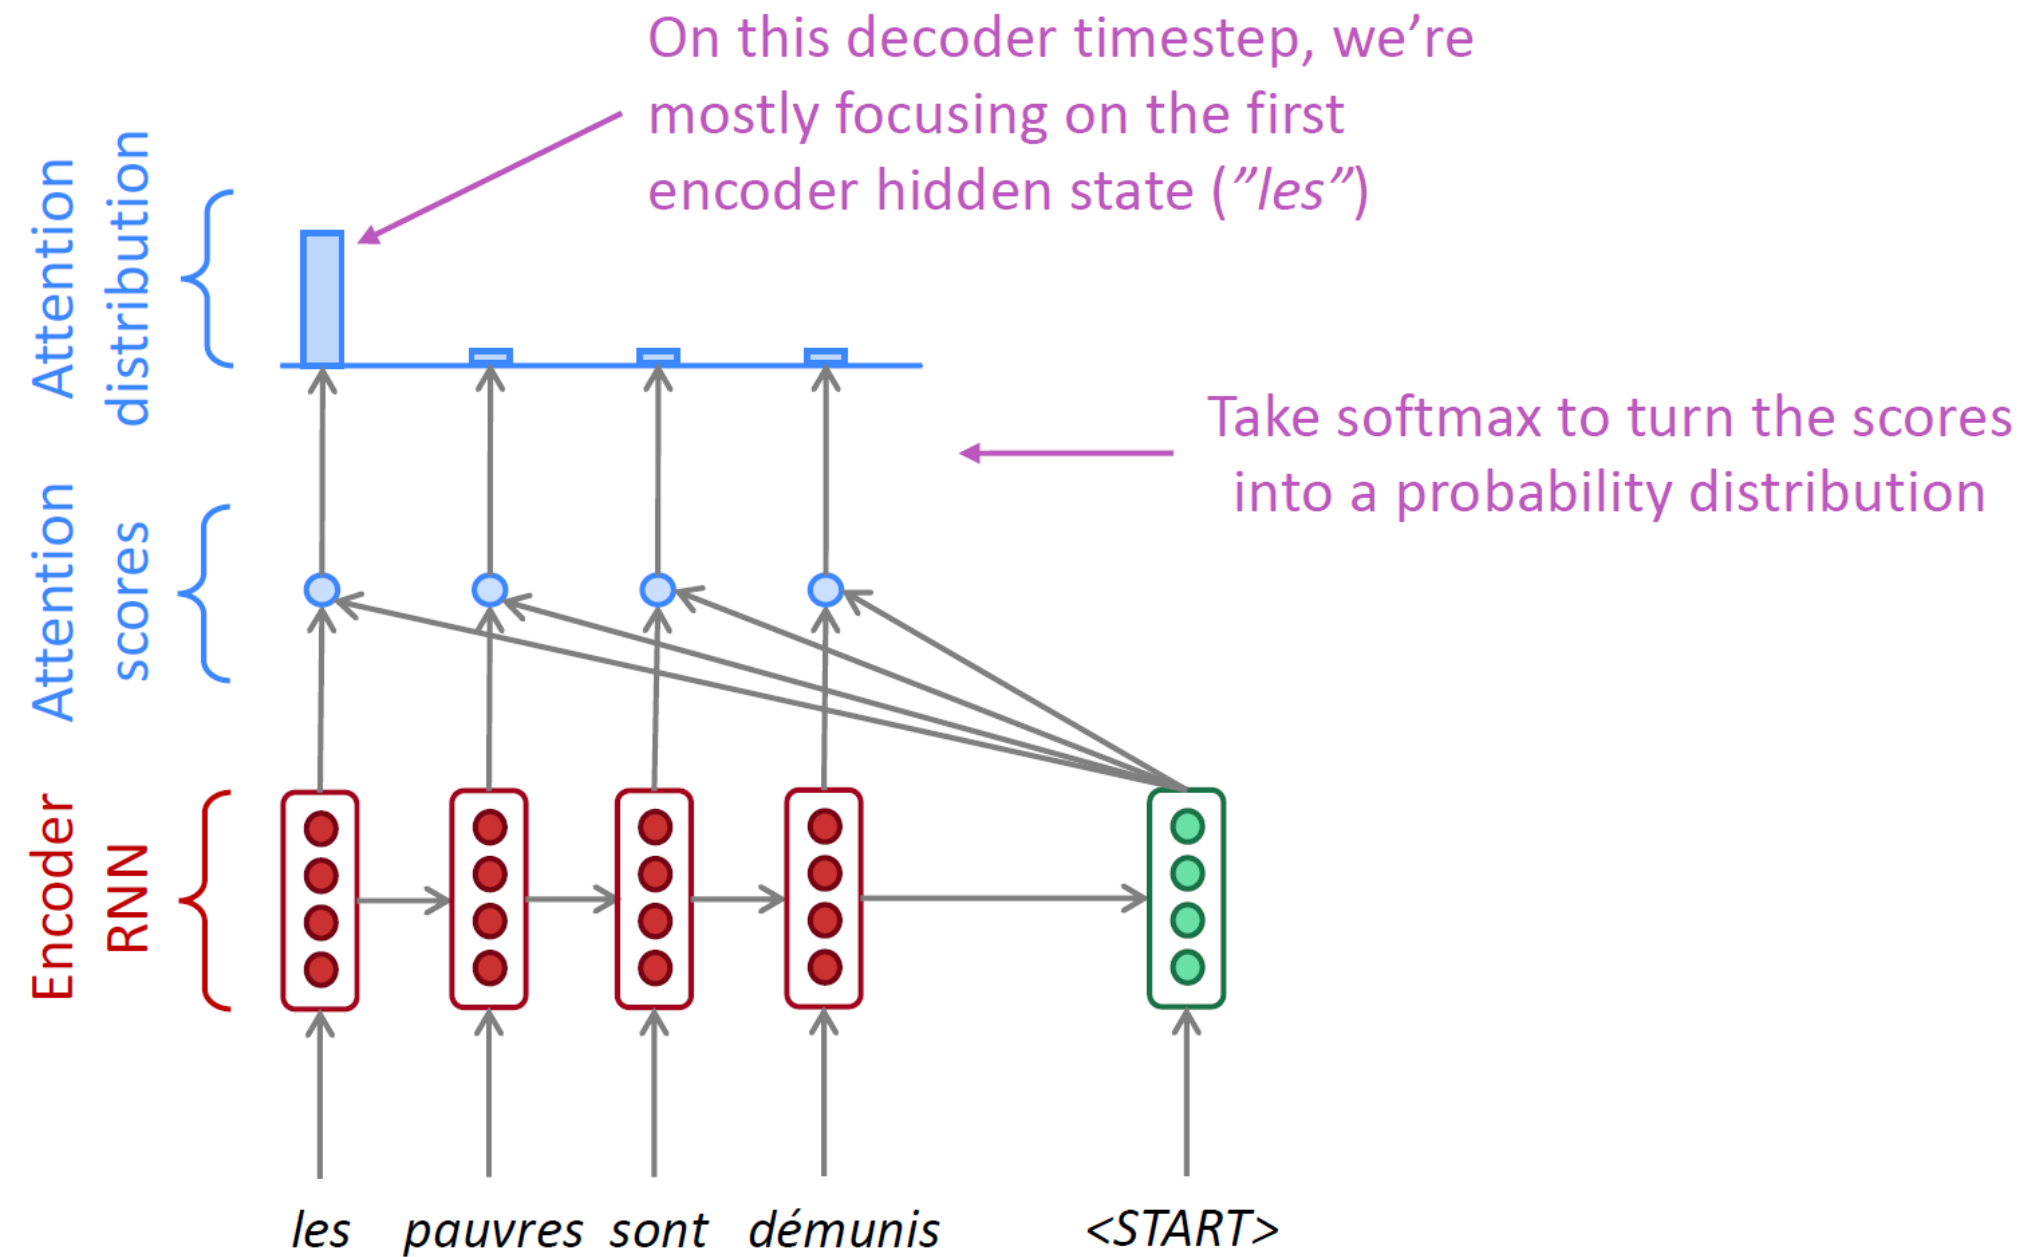 On this decoder timestep, we’re
mostly focusing on the first
encoder hidden state (”les”)
Attention
distribution
Take softmax to turn the scores
into a probability distribution
Attention
scores
Encoder
RNN
les pauvres sont démunis <START>